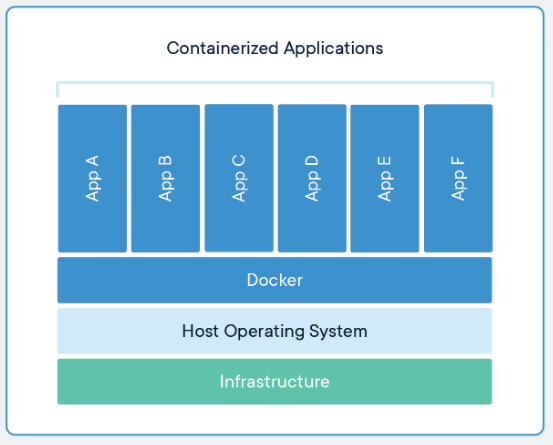 Containerized Applications
App A
App B
App C
App D
App E
App F
Docker
Host Operating System
Infrastructure